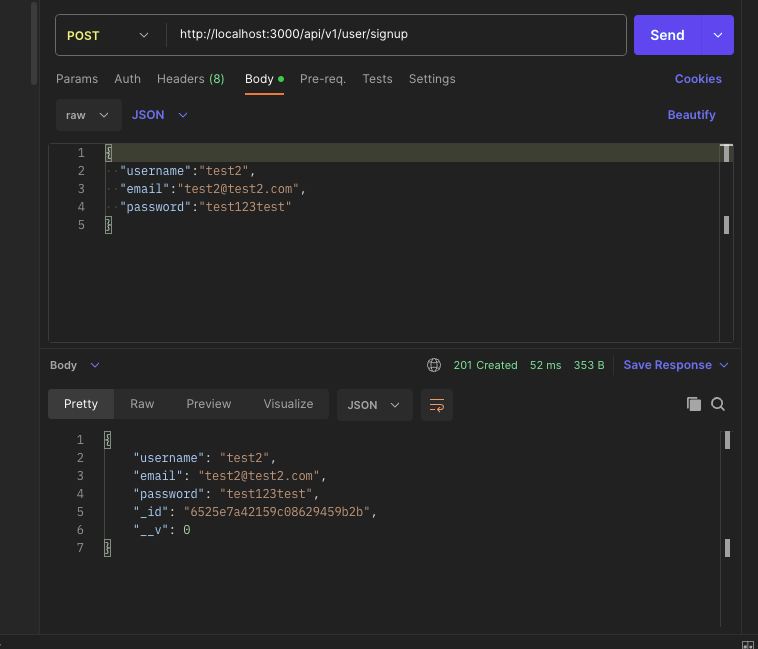 POST http://localhost:3000/api/v1/user/signup Send
Params Auth Headers (8) Body Pre-req. Tests Settings Cookies
raw JSON Beautify
1 {
2 "username":"test2",
3 "email":"test2@test2.com",
4 "password":"test123test"
5 }
Body 201 Created 52 ms 353 B Save Response
Pretty Raw Preview Visualize JSON
1 {
2 "username": "test2",
3 "email": "test2@test2.com",
4 "password": "test123test",
5 "_id": "6525e7a42159c08629459b2b",
6 "__v": 0
7 }